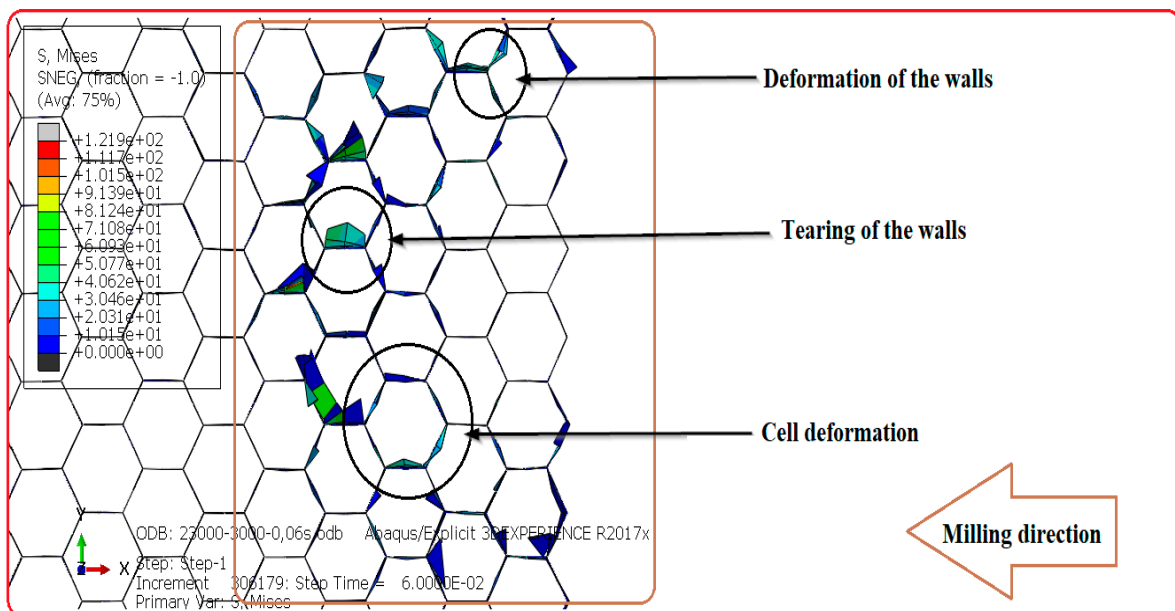 S, Mises
SNEG, (fraction = -1.0)
(Avg: 75%)
+1.219e+02
+1.117e+02
+1.015e+02
+9.139e+01
+8.124e+01
+7.108e+01
+6.093e+01
+5.077e+01
+4.062e+01
+3.046e+01
+2.031e+01
+1.015e+01
+0.000e+00
Deformation of the walls
Tearing of the walls
Cell deformation
Milling direction
Y
Z X
ODB: 23000-3000-0,06s.odb Abaqus/Explicit 3DEXPERIENCE R2017x
Step: Step-1
Increment 306179: Step Time = 6.0000E-02
Primary Var: S, Mises